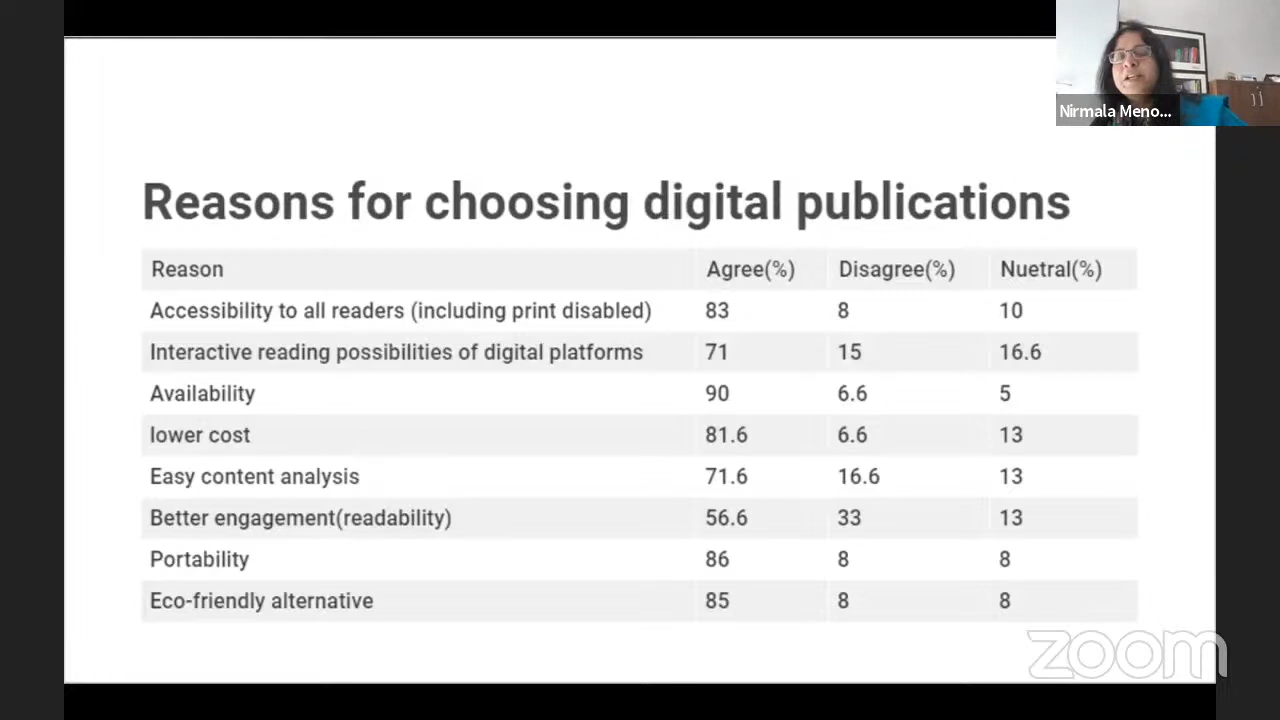 Nirmala Meno...
Reasons for choosing digital publications
Reason Agree(%) Disagree(%) Nuetral(%)
Accessibility to all readers (including print disabled) 83 8 10
Interactive reading possibilities of digital platforms 71 15 16.6
Availability 90 6.6 5
lower cost 81.6 6.6 13
Easy content analysis 71.6 16.6 13
Better engagement(readability) 56.6 33 13
Portability 86 8 8
Eco-friendly alternative 85 8 8
zoom